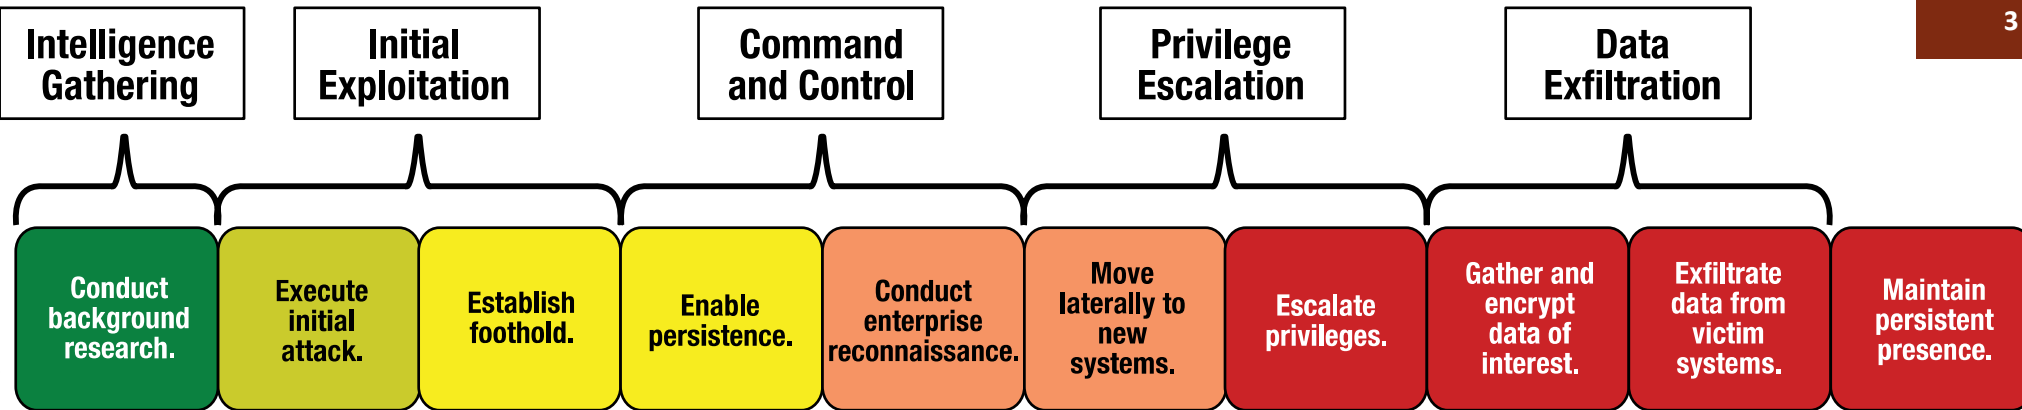 Intelligence
Gathering
Initial
Exploitation
Command
and Control
Privilege
Escalation
Data
Exfiltration
3
Conduct
background
research.
Execute
initial
attack.
Establish
foothold.
Enable
persistence.
Conduct
enterprise
reconnaissance.
Move
laterally to
new
systems.
Escalate
privileges.
Gather and
encrypt
data of
interest.
Exfiltrate
data from
victim
systems.
Maintain
persistent
presence.